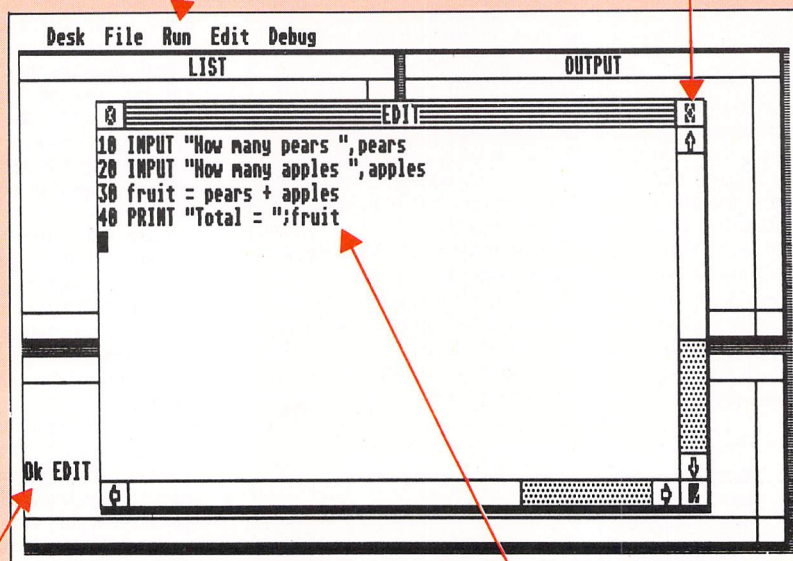 Desk File Run Edit Debug
LIST
OUTPUT
EDIT
10 INPUT "How many pears ",pears
20 INPUT "How many apples ",apples
30 fruit = pears + apples
40 PRINT "Total = ";fruit
Ok EDIT